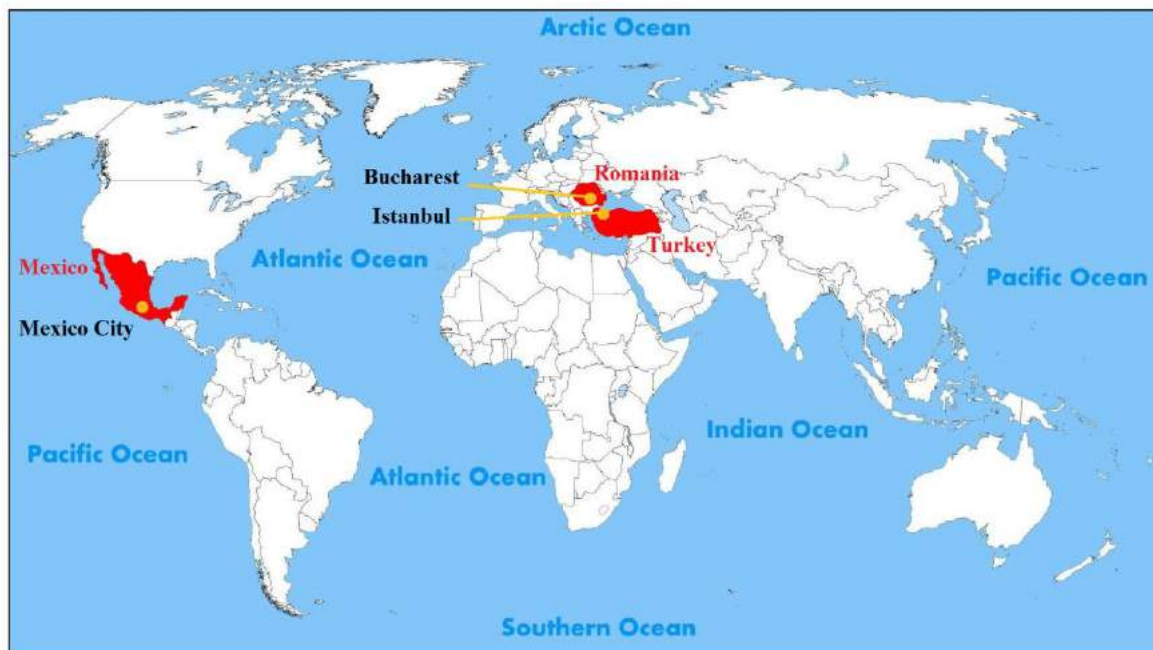 Arctic Ocean
Bucharest
Romania
Istanbul
Turkey
Mexico
Atlantic Ocean
Pacific Ocean
Mexico City
Pacific Ocean
Atlantic Ocean
Indian Ocean
Southern Ocean